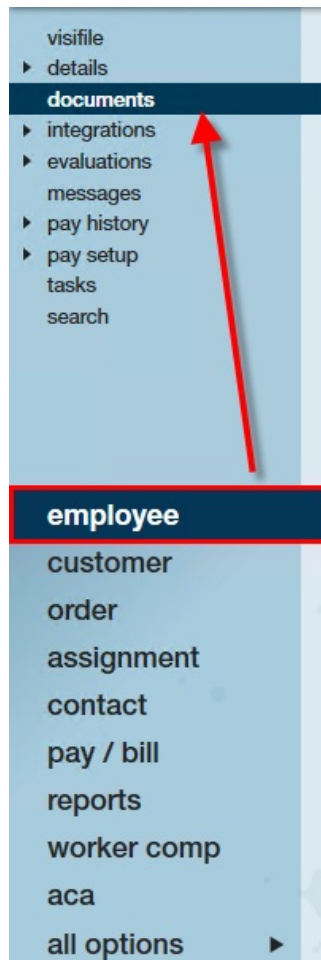 visifile
details
documents
integrations
evaluations
messages
pay history
pay setup
tasks
search
employee
customer
order
assignment
contact
pay / bill
reports
worker comp
aca
all options